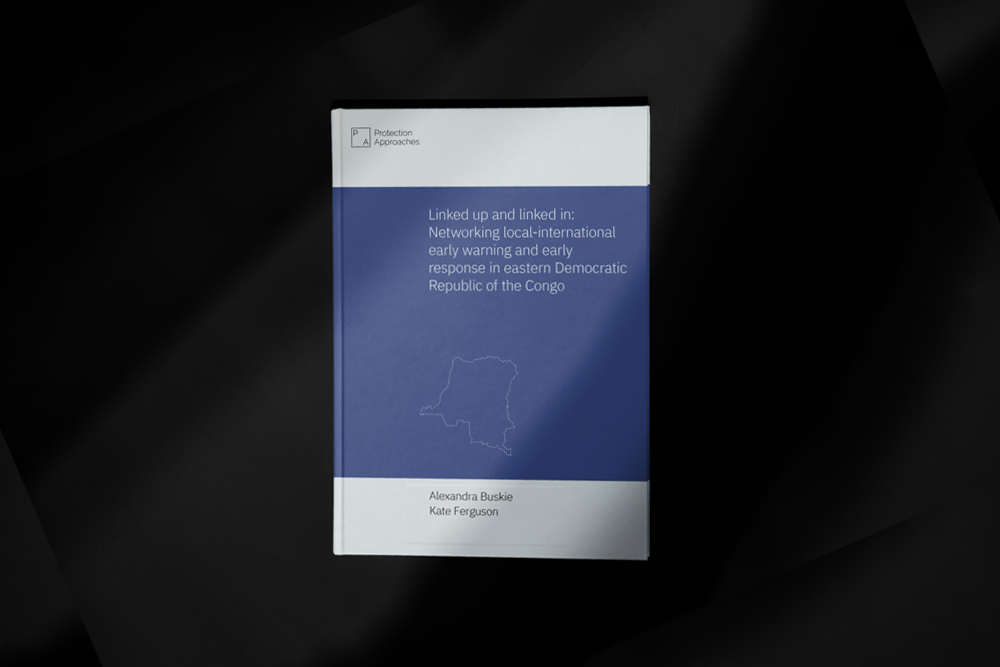 P
A
Protection
Approaches
Linked up and linked in:
Networking local-international
early warning and early
response in eastern Democratic
Republic of the Congo
Alexandra Buskie
Kate Ferguson